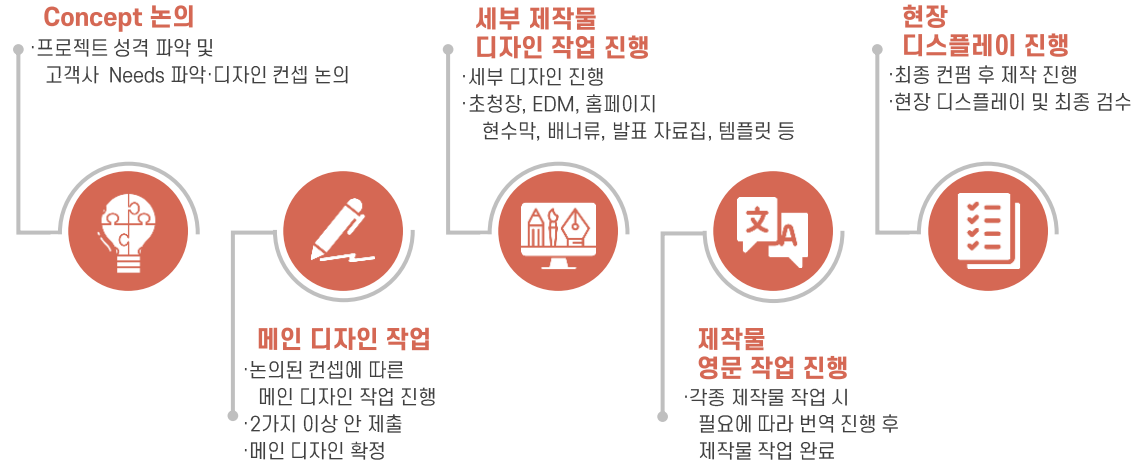 Concept 논의
·프로젝트 성격 파악 및
고객사 Needs 파악·디자인 컨셉 논의
메인 디자인 작업
·논의된 컨셉에 따른
메인 디자인 작업 진행
·2가지 이상 안 제출
·메인 디자인 확정
세부 제작물
디자인 작업 진행
·세부 디자인 진행
·초청장, EDM, 홈페이지
현수막, 배너류, 발표 자료집, 템플릿 등
文
A
제작물
영문 작업 진행
·각종 제작물 작업 시
필요에 따라 번역 진행 후
제작물 작업 완료
현장
디스플레이 진행
·최종 컨펌 후 제작 진행
·현장 디스플레이 및 최종 검수